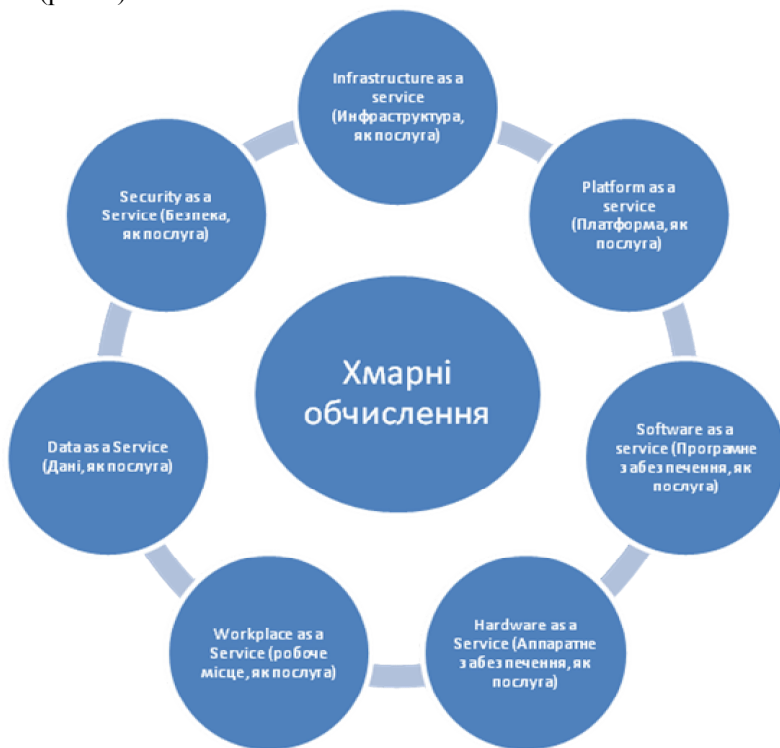 Infrastructure as a
service
(Инфраструктура,
як послуга)
Platform as a
service
(Платформа, як
послуга)
Software as a
service (Програмне
забезпечення, як
послуга)
Hardware as a
Service (Аппаратне
забезпечення, як
послуга)
Workplace as a
Service (робоче
місце, як послуга)
Data as a Service
(Дані, як послуга)
Security as a
Service (Безпека,
як послуга)
Хмарні
обчислення